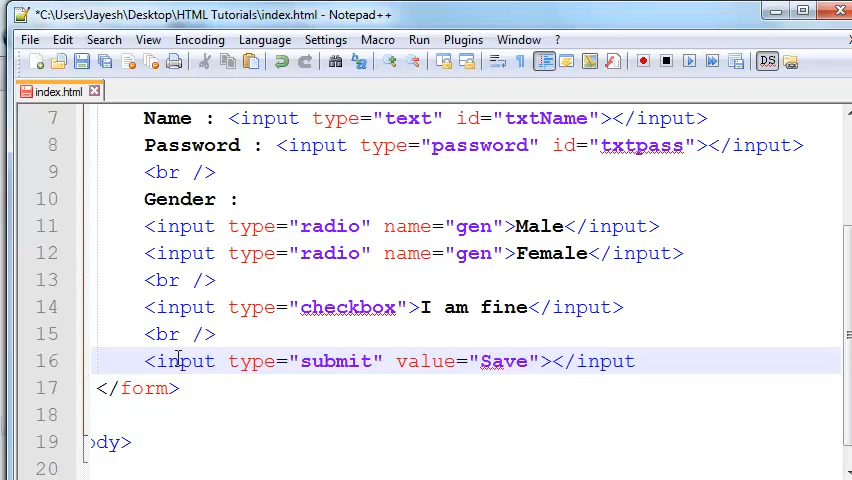 *C:\Users\Jayesh\Desktop\HTML Tutorials\index.html - Notepad++
File Edit Search View Encoding Language Settings Macro Run Plugins Window ?
index.html
7 Name : <input type="text" id="txtName"></input>
8 Password : <input type="password" id="txtpass"></input>
9 <br />
10 Gender :
11 <input type="radio" name="gen">Male</input>
12 <input type="radio" name="gen">Female</input>
13 <br />
14 <input type="checkbox">I am fine</input>
15 <br />
16 <input type="submit" value="Save"></input
17 </form>
18
19 ody>
20